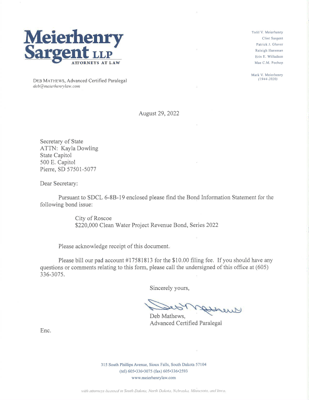 Meierhenry
Sargent LLP
ATTORNEYS AT LAW
Todd V. Meierhenry
Clint Sargent
Patrick J. Glover
Raleigh Hansman
DEB MATHEWS, Advanced Certified Paralegal
deb@meierhenrylaw.com
Mark V. Meierhenry
August 29, 2022
Secretary of State
ATTN: Kayla Dowling
State Capitol
500 E. Capitol
Pierre, SD 57501-5077
Dear Secretary:
Pursuant to SDCL 6-8B-19 enclosed please find the Bond Information Statement for the
following bond issue:
City of Roscoe
$220,000 Clean Water Project Revenue Bond, Series 2022
Please acknowledge receipt of this document.
Please bill our pad account #17581813 for the $10.00 filing fee. If you should have any
questions or comments relating to this form, please call the undersigned of this office at (605)
336-3075.
Sincerely yours,
Deb Mathews
Deb Mathews,
Advanced Certified Paralegal
Enc.
315 South Phillips Avenue, Sioux Falls, South Dakota 57104
(tel) 605•336•3075 (fax) 605•336•2593
www.meierhenrylaw.com